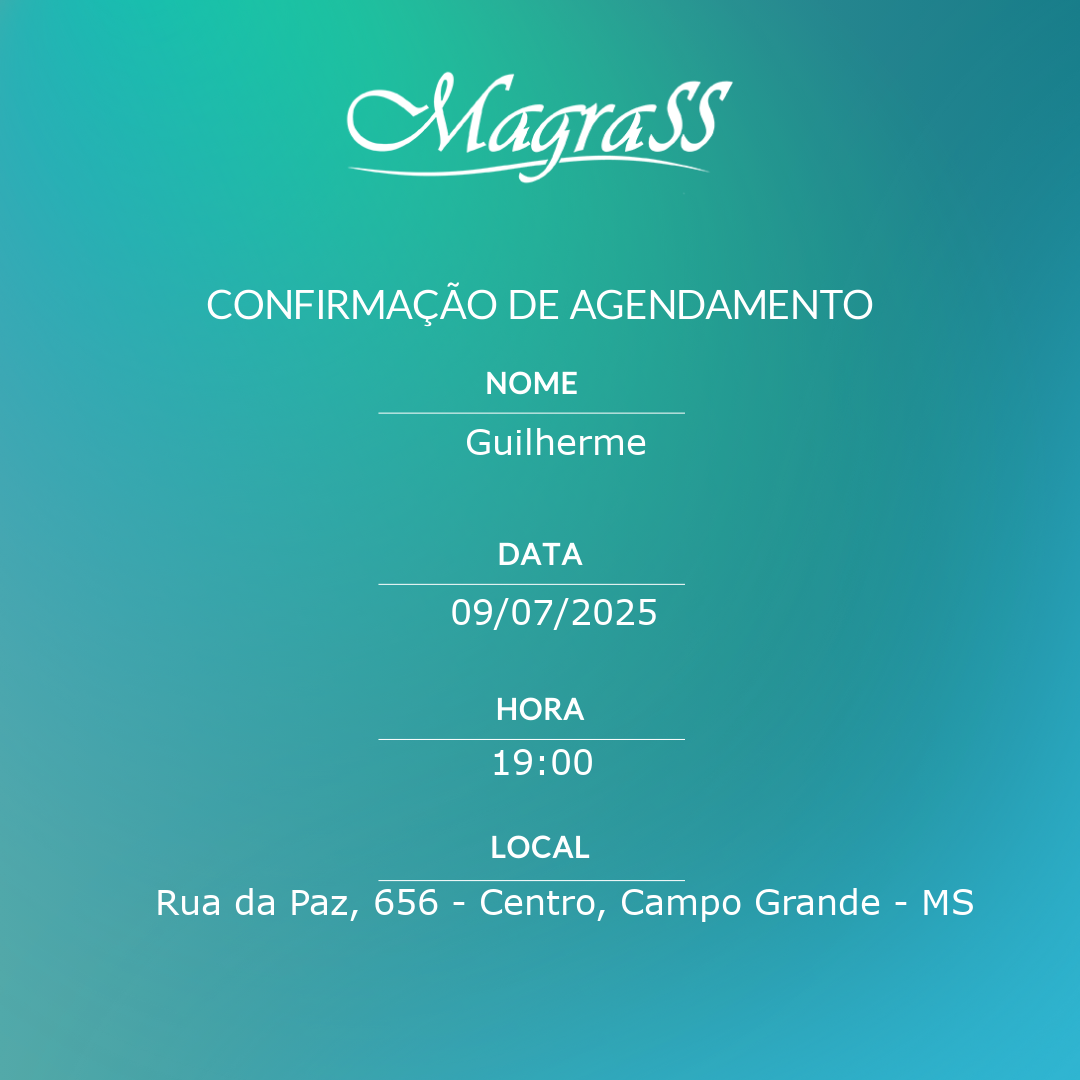 MagraSS
CONFIRMAÇÃO DE AGENDAMENTO
NOME
Guilherme
DATA
09/07/2025
HORA
19:00
LOCAL
Rua da Paz, 656 - Centro, Campo Grande - MS